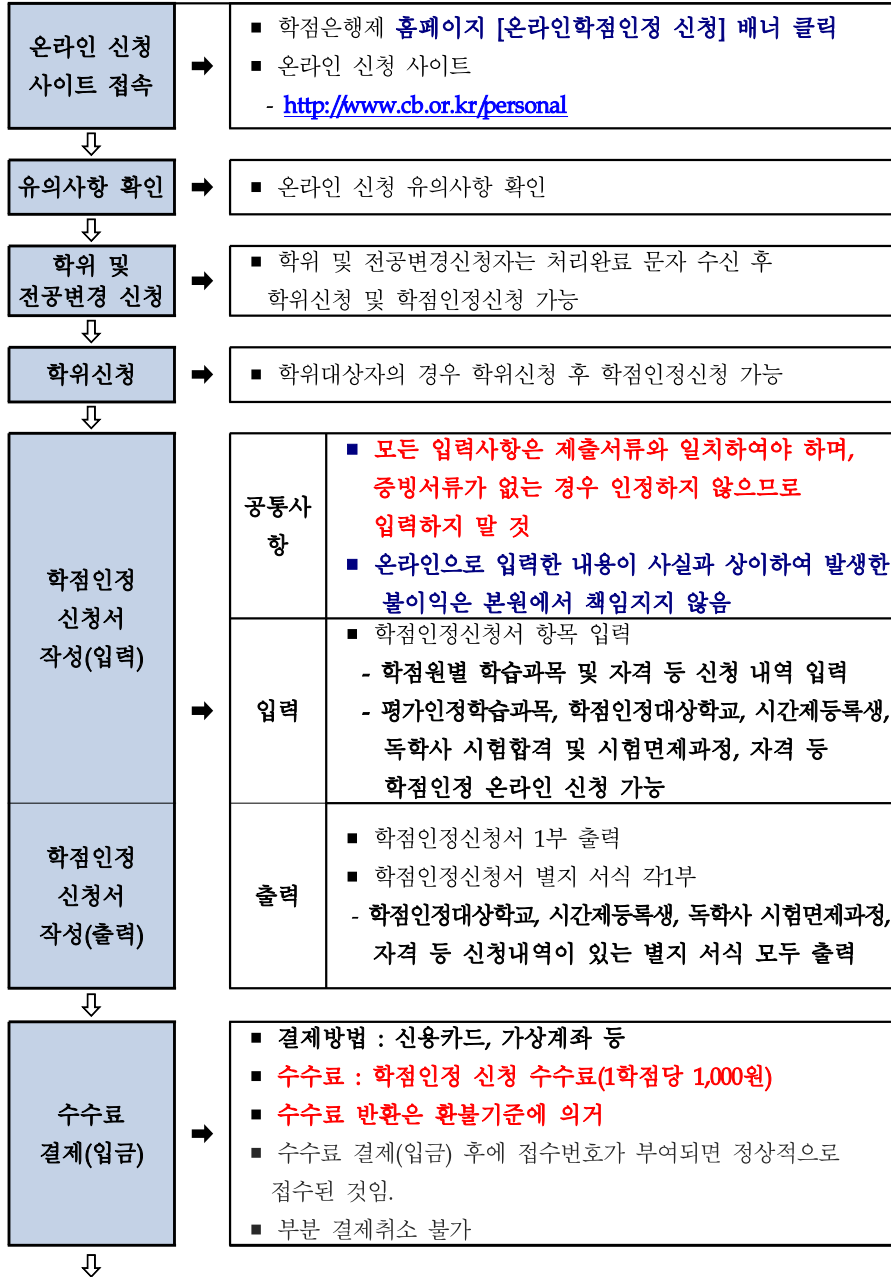 온라인 신청
사이트 접속
➡
■ 학점은행제 홈페이지 [온라인학점인정 신청] 배너 클릭
■ 온라인 신청 사이트
- http://www.cb.or.kr/personal
⇩
유의사항 확인
➡
■ 온라인 신청 유의사항 확인
⇩
학위 및
전공변경 신청
➡
■ 학위 및 전공변경신청자는 처리완료 문자 수신 후
학위신청 및 학점인정신청 가능
⇩
학위신청
➡
■ 학위대상자의 경우 학위신청 후 학점인정신청 가능
⇩
학점인정
신청서
작성(입력)
➡
공통사
항
■ 모든 입력사항은 제출서류와 일치하여야 하며,
증빙서류가 없는 경우 인정하지 않으므로
입력하지 말 것
■ 온라인으로 입력한 내용이 사실과 상이하여 발생한
불이익은 본원에서 책임지지 않음
입력
■ 학점인정신청서 항목 입력
- 학점원별 학습과목 및 자격 등 신청 내역 입력
- 평가인정학습과목, 학점인정대상학교, 시간제등록생,
독학사 시험합격 및 시험면제과정, 자격 등
학점인정 온라인 신청 가능
학점인정
신청서
작성(출력)
출력
■ 학점인정신청서 1부 출력
■ 학점인정신청서 별지 서식 각1부
- 학점인정대상학교, 시간제등록생, 독학사 시험면제과정,
자격 등 신청내역이 있는 별지 서식 모두 출력
⇩
수수료
결제(입금)
➡
■ 결제방법 : 신용카드, 가상계좌 등
■ 수수료 : 학점인정 신청 수수료(1학점당 1,000원)
■ 수수료 반환은 환불기준에 의거
■ 수수료 결제(입금) 후에 접수번호가 부여되면 정상적으로
접수된 것임.
■ 부분 결제취소 불가
⇩